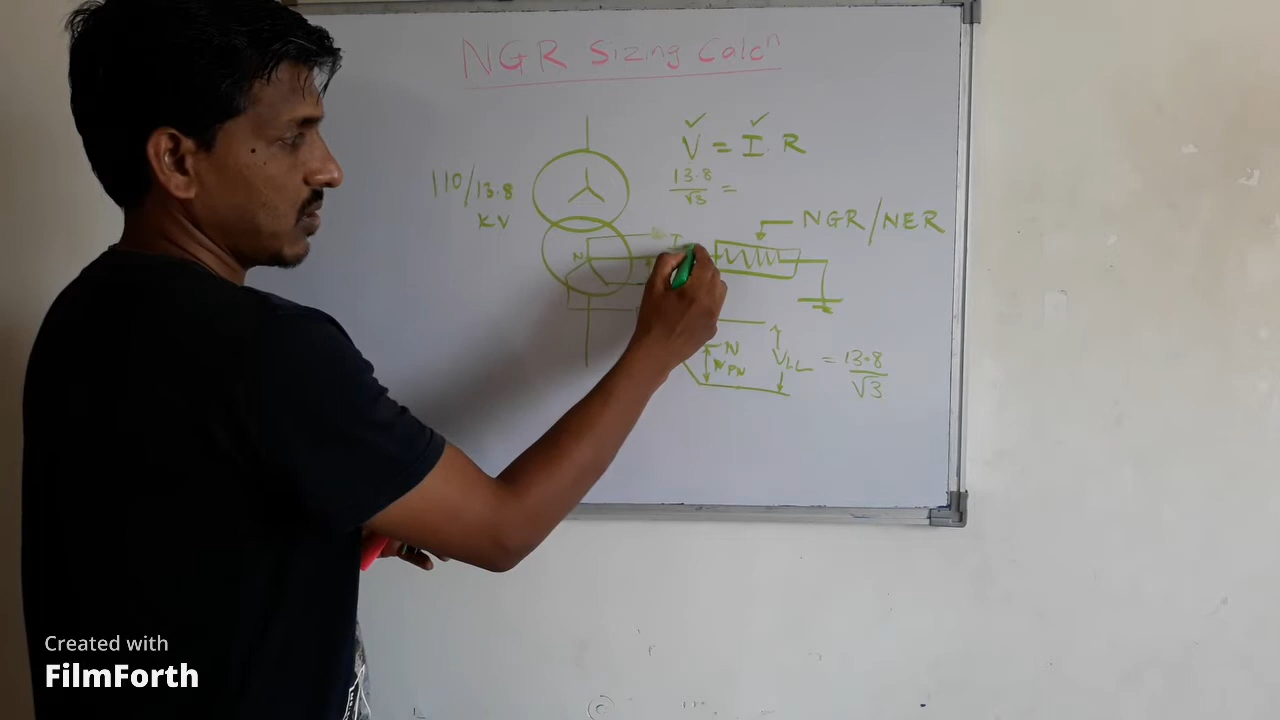 NGR Sizing Calcⁿ
V = I. R
110/13.8
KV
13.8
√3 =
NGR/NER
N
I
N
VPN
VLL = 13.8
√3
Created with
FilmForth